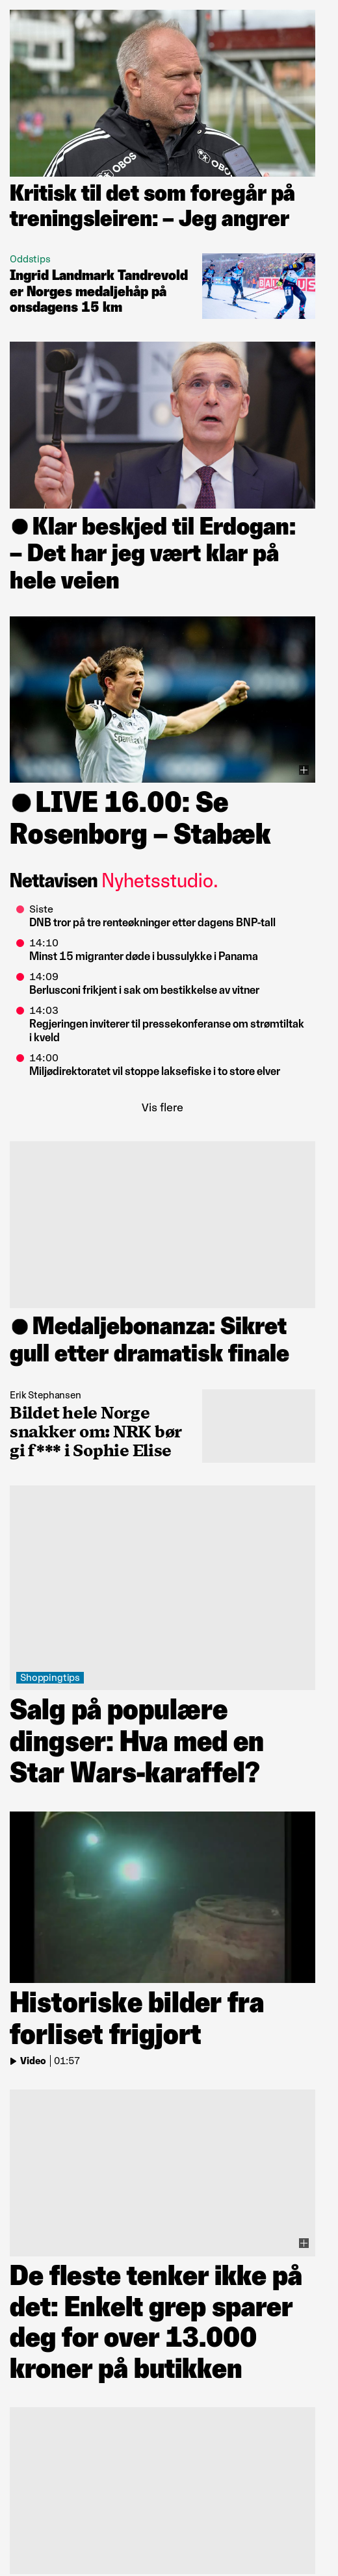 OBOS
OBOS
Kritisk til det som foregår på
treningsleiren: – Jeg angrer
Oddstips
Ingrid Landmark Tandrevold
er Norges medaljehåp på
onsdagens 15 km
Klar beskjed til Erdogan:
– Det har jeg vært klar på
hele veien
LIVE 16.00: Se
Rosenborg – Stabæk
Nettavisen Nyhetsstudio.
Siste
DNB tror på tre renteøkninger etter dagens BNP-tall
14:10
Minst 15 migranter døde i bussulykke i Panama
14:09
Berlusconi frikjent i sak om bestikkelse av vitner
14:03
Regjeringen inviterer til pressekonferanse om strømtiltak
i kveld
14:00
Miljødirektoratet vil stoppe laksefiske i to store elver
Vis flere
Medaljebonanza: Sikret
gull etter dramatisk finale
Erik Stephansen
Bildet hele Norge
snakker om: NRK bør
gi f*** i Sophie Elise
Shoppingtips
Salg på populære
dingser: Hva med en
Star Wars-karaffel?
Historiske bilder fra
forliset frigjort
Video | 01:57
De fleste tenker ikke på
det: Enkelt grep sparer
deg for over 13.000
kroner på butikken